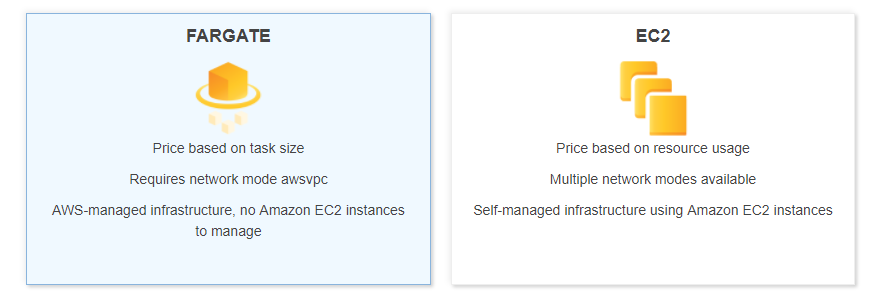 FARGATE
Price based on task size
Requires network mode awsvpc
AWS-managed infrastructure, no Amazon EC2 instances
to manage
EC2
Price based on resource usage
Multiple network modes available
Self-managed infrastructure using Amazon EC2 instances